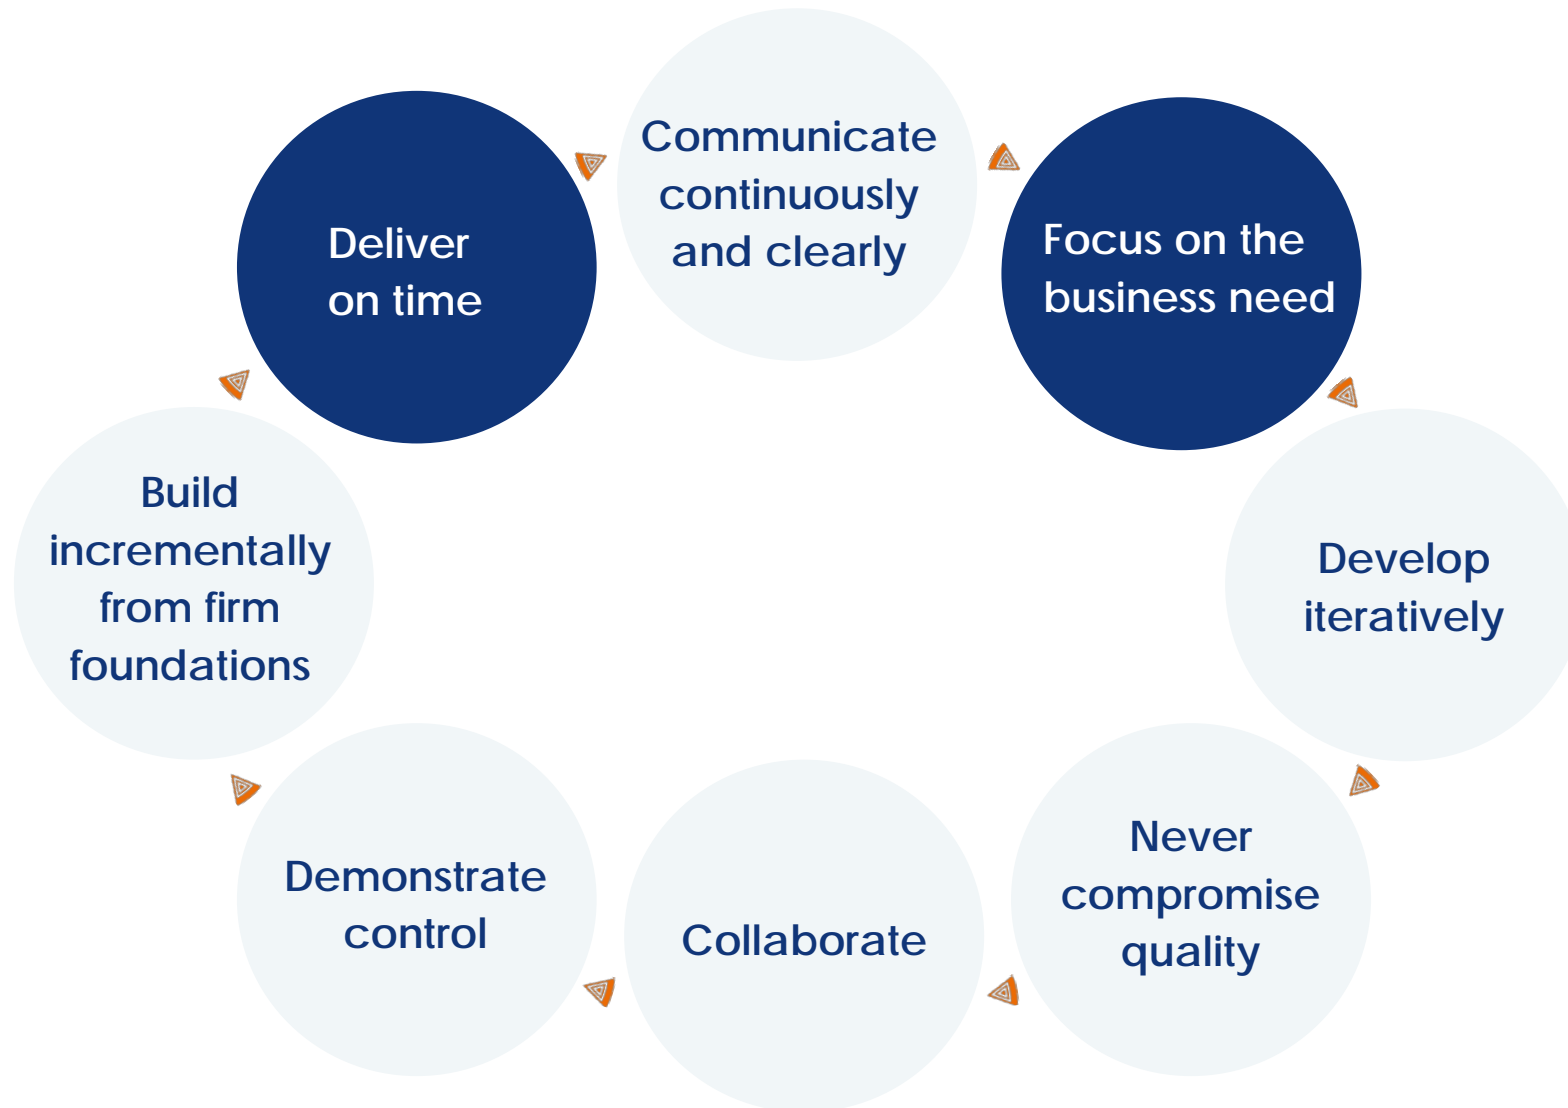 Communicate
continuously
and clearly
Focus on the
business need
Develop
iteratively
Never
compromise
quality
Collaborate
Demonstrate
control
Build
incrementally
from firm
foundations
Deliver
on time